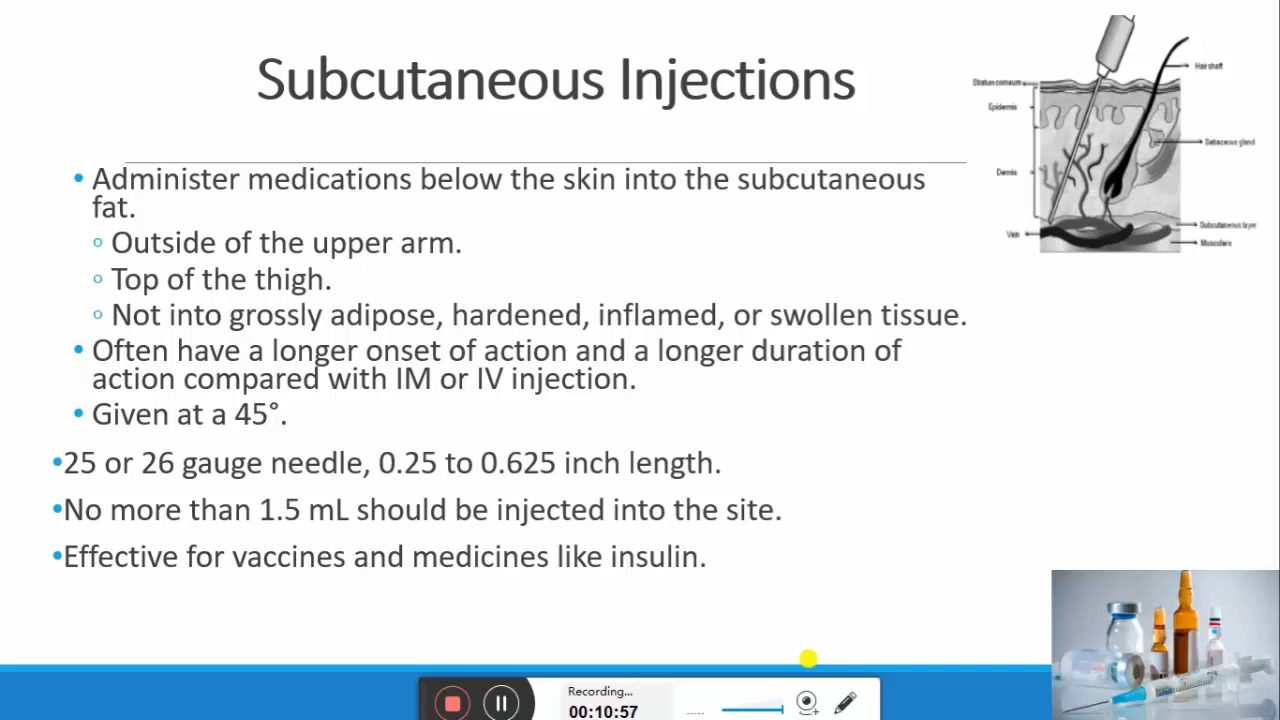 Subcutaneous Injections
• Administer medications below the skin into the subcutaneous
fat.
◦ Outside of the upper arm.
◦ Top of the thigh.
◦ Not into grossly adipose, hardened, inflamed, or swollen tissue.
• Often have a longer onset of action and a longer duration of
action compared with IM or IV injection.
• Given at a 45°.
•25 or 26 gauge needle, 0.25 to 0.625 inch length.
•No more than 1.5 mL should be injected into the site.
•Effective for vaccines and medicines like insulin.
Stratum corneum
Epidermis
Dermis
Vein
Hair shaft
Sebaceous gland
Subcutaneous layer
Muscularis
Recording...
00:10:57